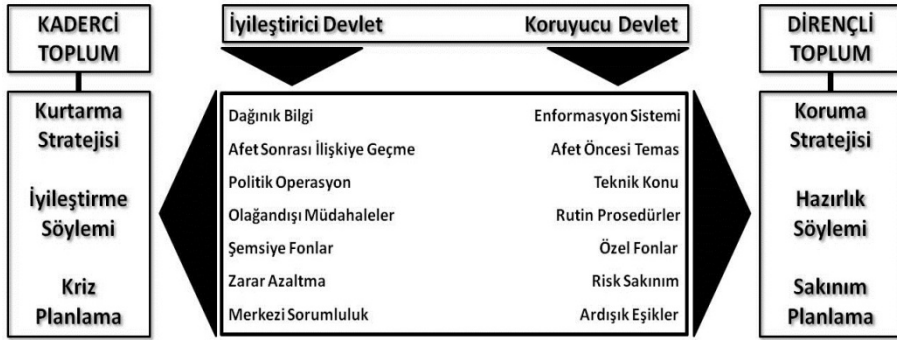 KADERCİ
TOPLUM
Kurtarma
Stratejisi
İyileştirme
Söylemi
Kriz
Planlama
İyileştirici Devlet
Koruyucu Devlet
Dağınık Bilgi
Enformasyon Sistemi
Afet Sonrası İlişkiye Geçme
Afet Öncesi Temas
Politik Operasyon
Teknik Konu
Olağandışı Müdahaleler
Rutin Prosedürler
Şemsiye Fonlar
Özel Fonlar
Zarar Azaltma
Risk Sakınım
Merkezi Sorumluluk
Ardışık Eşikler
DİRENÇLİ
TOPLUM
Koruma
Stratejisi
Hazırlık
Söylemi
Sakınım
Planlama